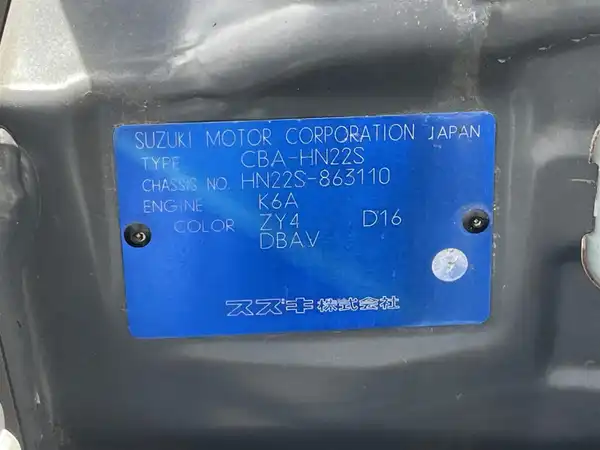 SUZUKI MOTOR CORPORATION JAPAN
TYPE CBA-HN22S
CHASSIS NO. HN22S-863110
ENGINE K6A
COLOR ZY4 D16
DBAV
スズキ株式会社